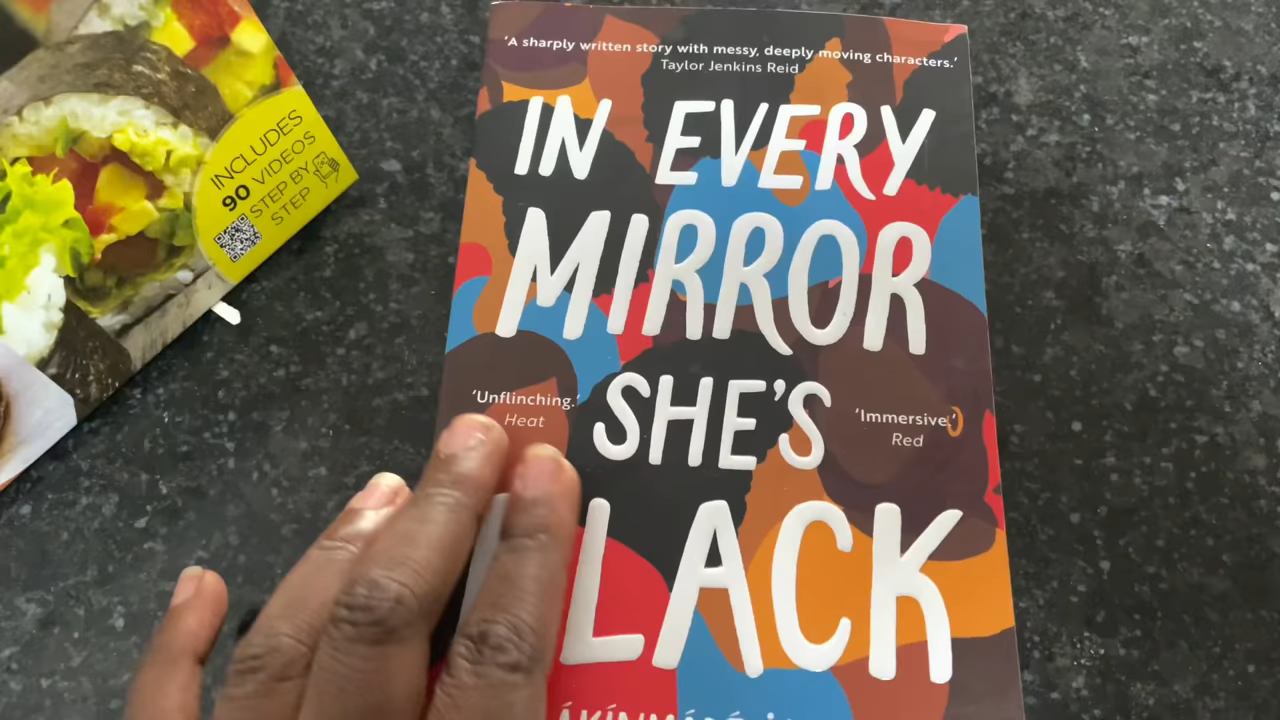 INCLUDES
90 VIDEOS
STEP BY
STEP
'A sharply written story with messy, deeply moving characters.'
Taylor Jenkins Reid
IN EVERY
MIRROR
SHE'S
'Unflinching.'
Heat
'Immersive.'
Red
LACK